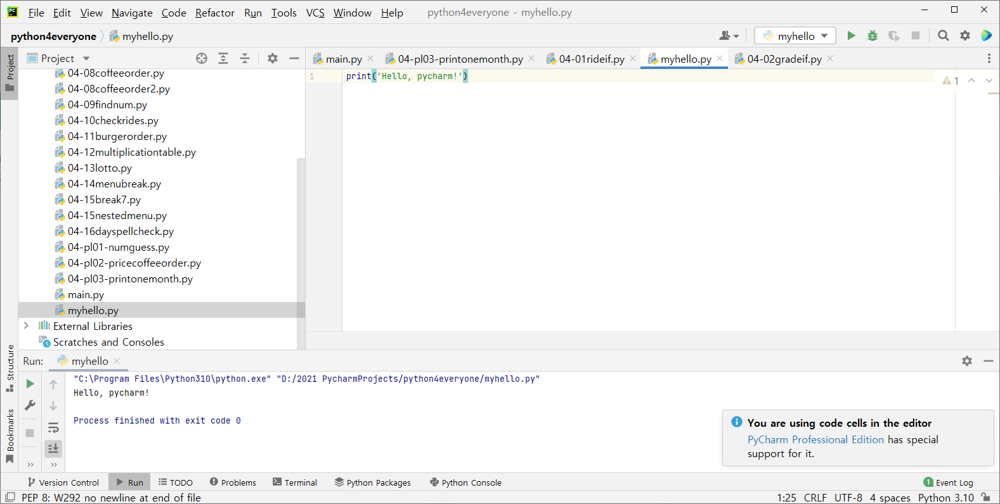 PC File Edit View Navigate Code Refactor Run Tools VCS Window Help python4everyone - myhello.py
python4everyone myhello.py myhello
Project
Project
main.py 04-pl03-printonemonth.py 04-01rideif.py myhello.py 04-02gradeif.py
04-08coffeeorder.py
04-08coffeeorder2.py
04-09findnum.py
04-10checkrides.py
04-11burgerorder.py
04-12multiplicationtable.py
04-13lotto.py
04-14menubreak.py
04-15break7.py
04-15nestedmenu.py
04-16dayspellcheck.py
04-pl01-numguess.py
04-pl02-pricecoffeeorder.py
04-pl03-printonemonth.py
main.py
myhello.py
External Libraries
Scratches and Consoles
1 print('Hello, pycharm!')
1
Structure
Bookmarks
Run: myhello
"C:\Program Files\Python310\python.exe" "D:/2021 PycharmProjects/python4everyone/myhello.py"
Hello, pycharm!
Process finished with exit code 0
You are using code cells in the editor
PyCharm Professional Edition has special
support for it.
Version Control Run TODO Problems Terminal Python Packages Python Console 1 Event Log
PEP 8: W292 no newline at end of file 1:25 CRLF UTF-8 4 spaces Python 3.10